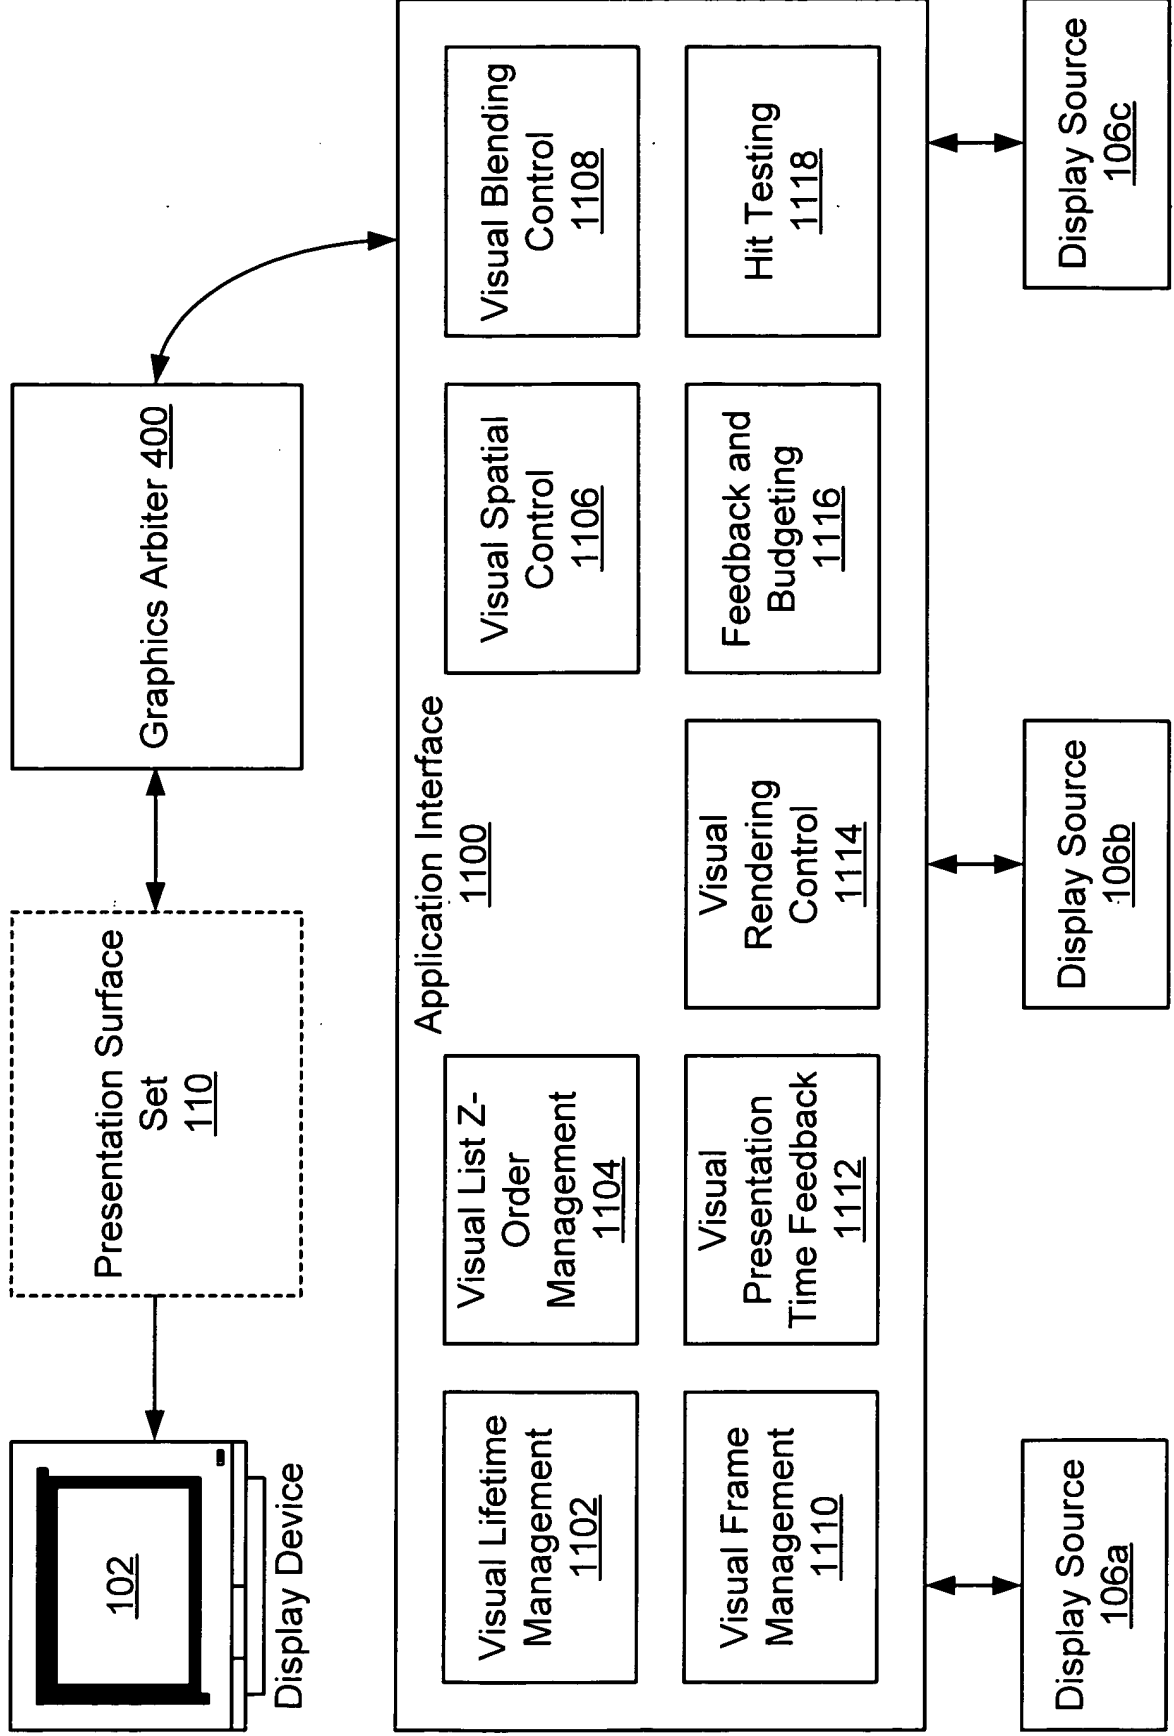 102
Display Device
Presentation Surface
Set
110
Graphics Arbiter 400
Application Interface
1100
Visual Lifetime
Management
1102
Visual List Z-
Order
Management
1104
Visual Spatial
Control
1106
Visual Blending
Control
1108
Visual Frame
Management
1110
Visual
Presentation
Time Feedback
1112
Visual
Rendering
Control
1114
Feedback and
Budgeting
1116
Hit Testing
1118
Display Source
106a
Display Source
106b
Display Source
106c